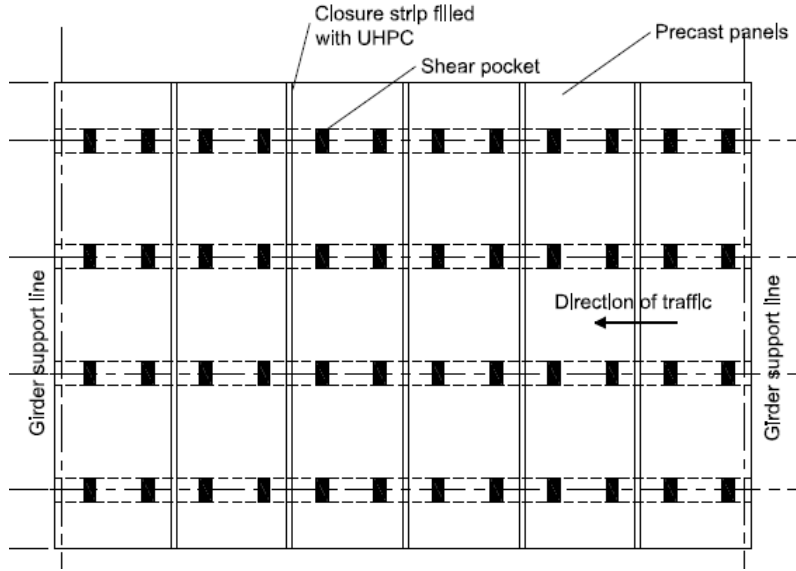 Closure strip filled
with UHPC
Precast panels
Shear pocket
Direction of traffic
Girder support line
Girder support line